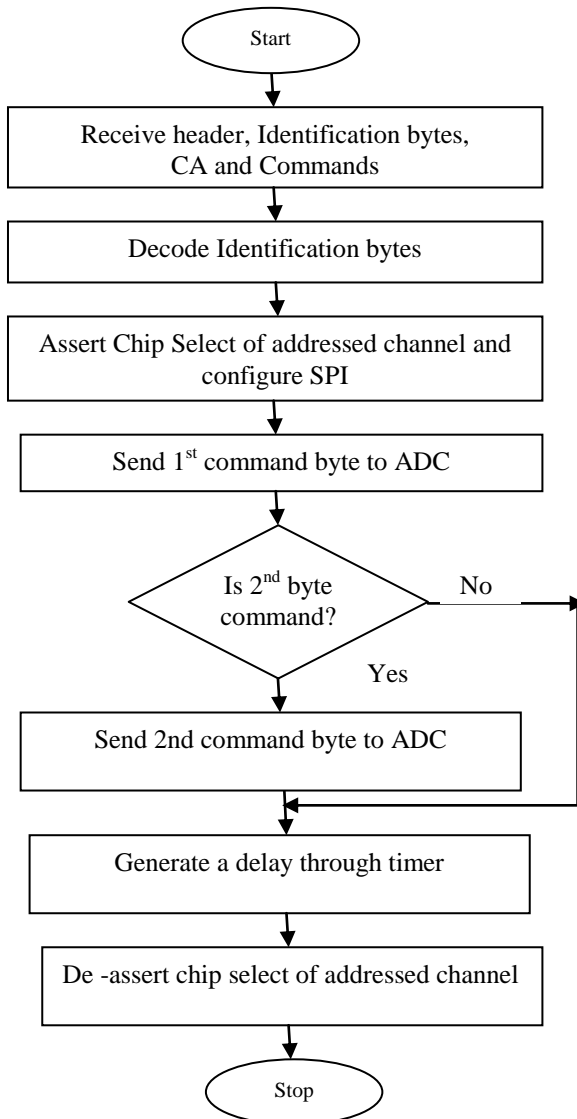 Start
Receive header, Identification bytes,
CA and Commands
Decode Identification bytes
Assert Chip Select of addressed channel and
configure SPI
Send 1st command byte to ADC
Is 2nd byte
command?
No
Yes
Send 2nd command byte to ADC
Generate a delay through timer
De -assert chip select of addressed channel
Stop